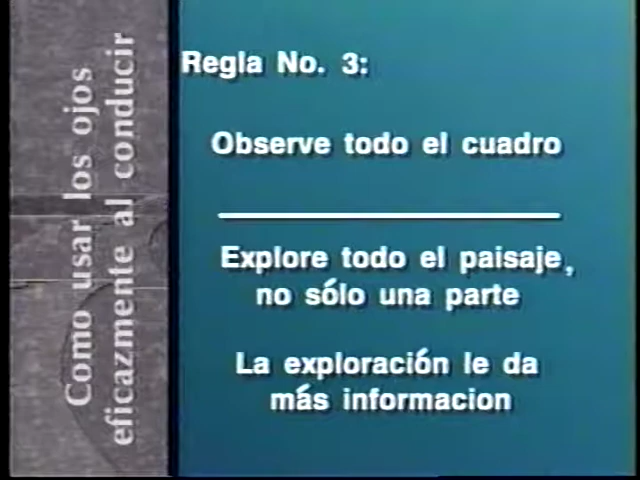 Como usar los ojos
eficazmente al conducir
Regla No. 3:
Observe todo el cuadro
Explore todo el paisaje,
no sólo una parte
La exploración le da
más informacion